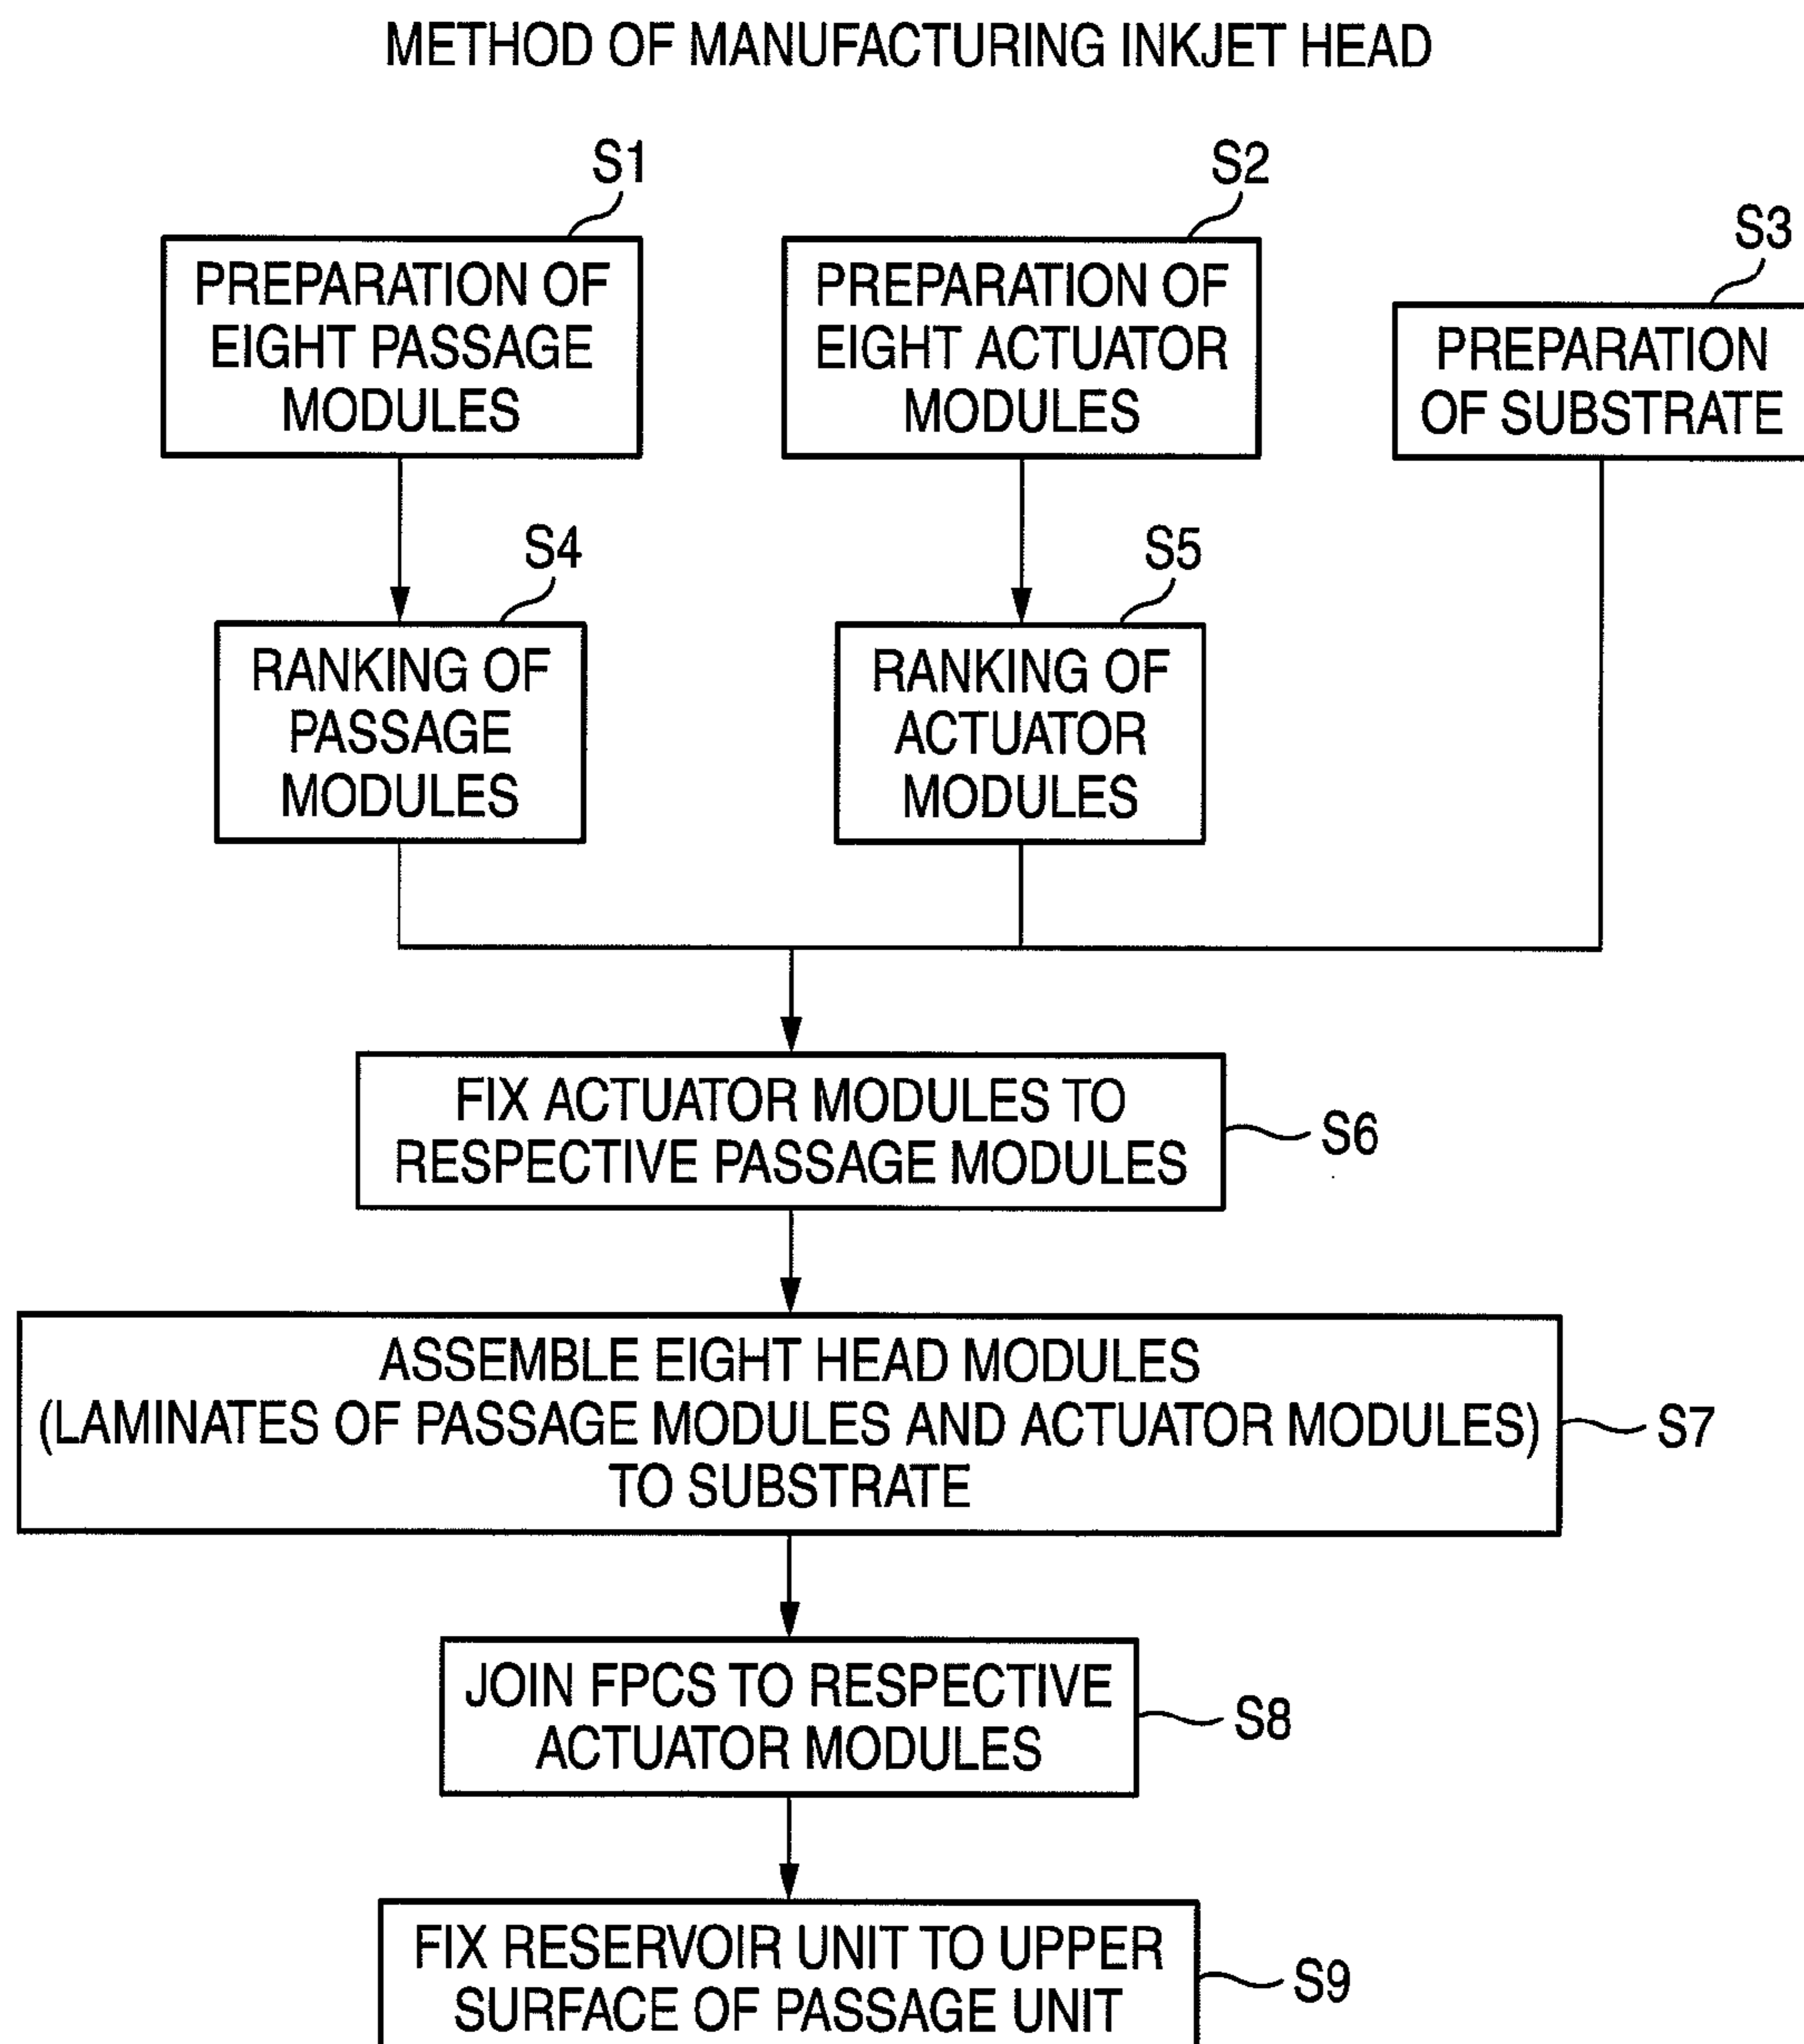 METHOD OF MANUFACTURING INKJET HEAD
S1
PREPARATION OF
EIGHT PASSAGE
MODULES
S2
PREPARATION OF
EIGHT ACTUATOR
MODULES
S3
PREPARATION
OF SUBSTRATE
S4
RANKING OF
PASSAGE
MODULES
S5
RANKING OF
ACTUATOR
MODULES
FIX ACTUATOR MODULES TO
RESPECTIVE PASSAGE MODULES
S6
ASSEMBLE EIGHT HEAD MODULES
(LAMINATES OF PASSAGE MODULES AND ACTUATOR MODULES)
TO SUBSTRATE
S7
JOIN FPCS TO RESPECTIVE
ACTUATOR MODULES
S8
FIX RESERVOIR UNIT TO UPPER
SURFACE OF PASSAGE UNIT
S9